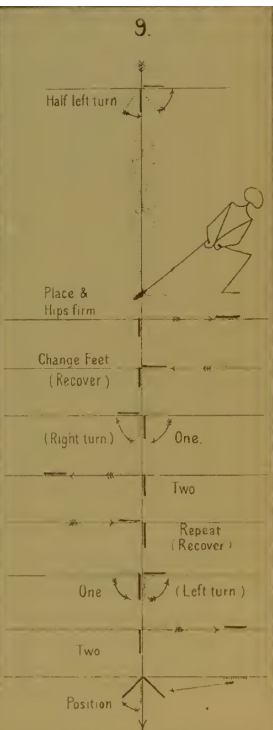 9.
Half left turn
Place &
Hips firm
Change Feet
(Recover)
(Right turn) One.
Two
Repeat
(Recover)
One (Left turn)
Two
Position